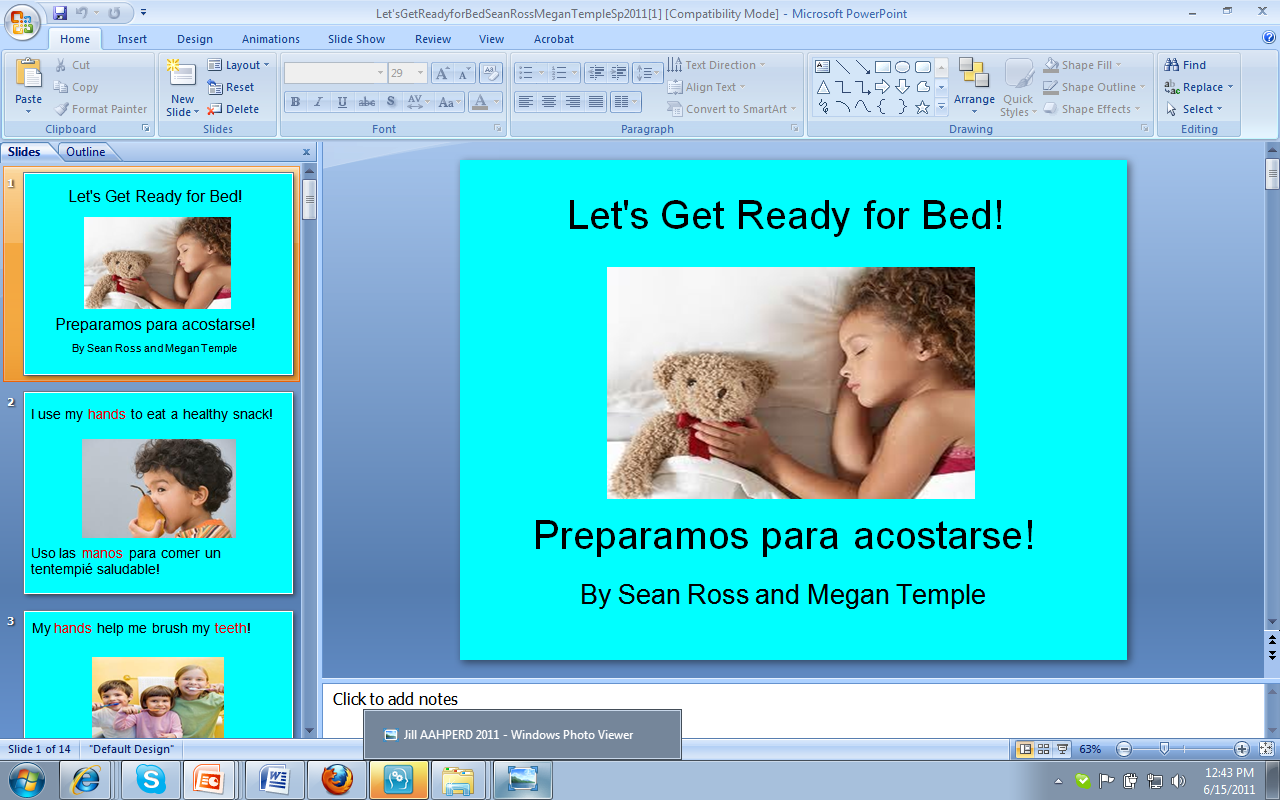 Let'sGetReadyforBedSeanRossMeganTempleSp2011[1] [Compatibility Mode] - Microsoft PowerPoint
Home Insert Design Animations Slide Show Review View Acrobat
Paste
Cut
Copy
Format Painter
Clipboard
New Slide
Layout
Reset
Delete
Slides
29
B I U abc S AV Aa A
Font
Text Direction
Align Text
Convert to SmartArt
Paragraph
Arrange
Quick Styles
Shape Fill
Shape Outline
Shape Effects
Drawing
Find
Replace
Select
Editing
Slides Outline x
1
Let's Get Ready for Bed!
Preparamos para acostarse!
By Sean Ross and Megan Temple
2
I use my hands to eat a healthy snack!
Uso las manos para comer un
tentempié saludable!
3
My hands help me brush my teeth!
Let's Get Ready for Bed!
Preparamos para acostarse!
By Sean Ross and Megan Temple
Click to add notes
Jill AAHPERD 2011 - Windows Photo Viewer
Slide 1 of 14 "Default Design" 63%
12:43 PM
6/15/2011